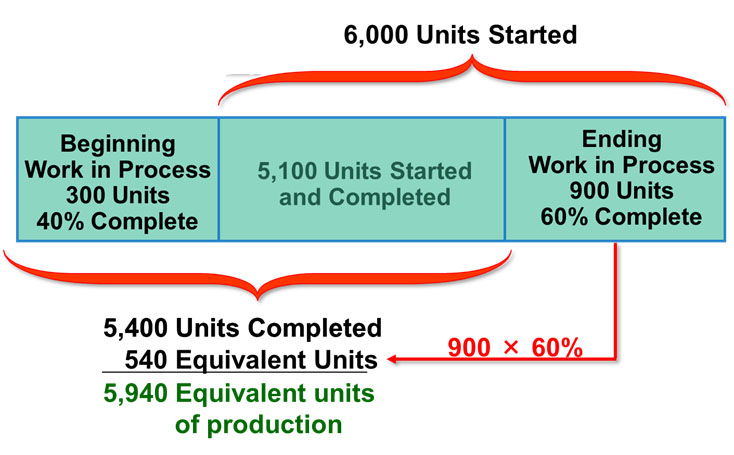 6,000 Units Started
Beginning
Work in Process
300 Units
40% Complete
5,100 Units Started
and Completed
Ending
Work in Process
900 Units
60% Complete
5,400 Units Completed
540 Equivalent Units
900 × 60%
5,940 Equivalent units
of production